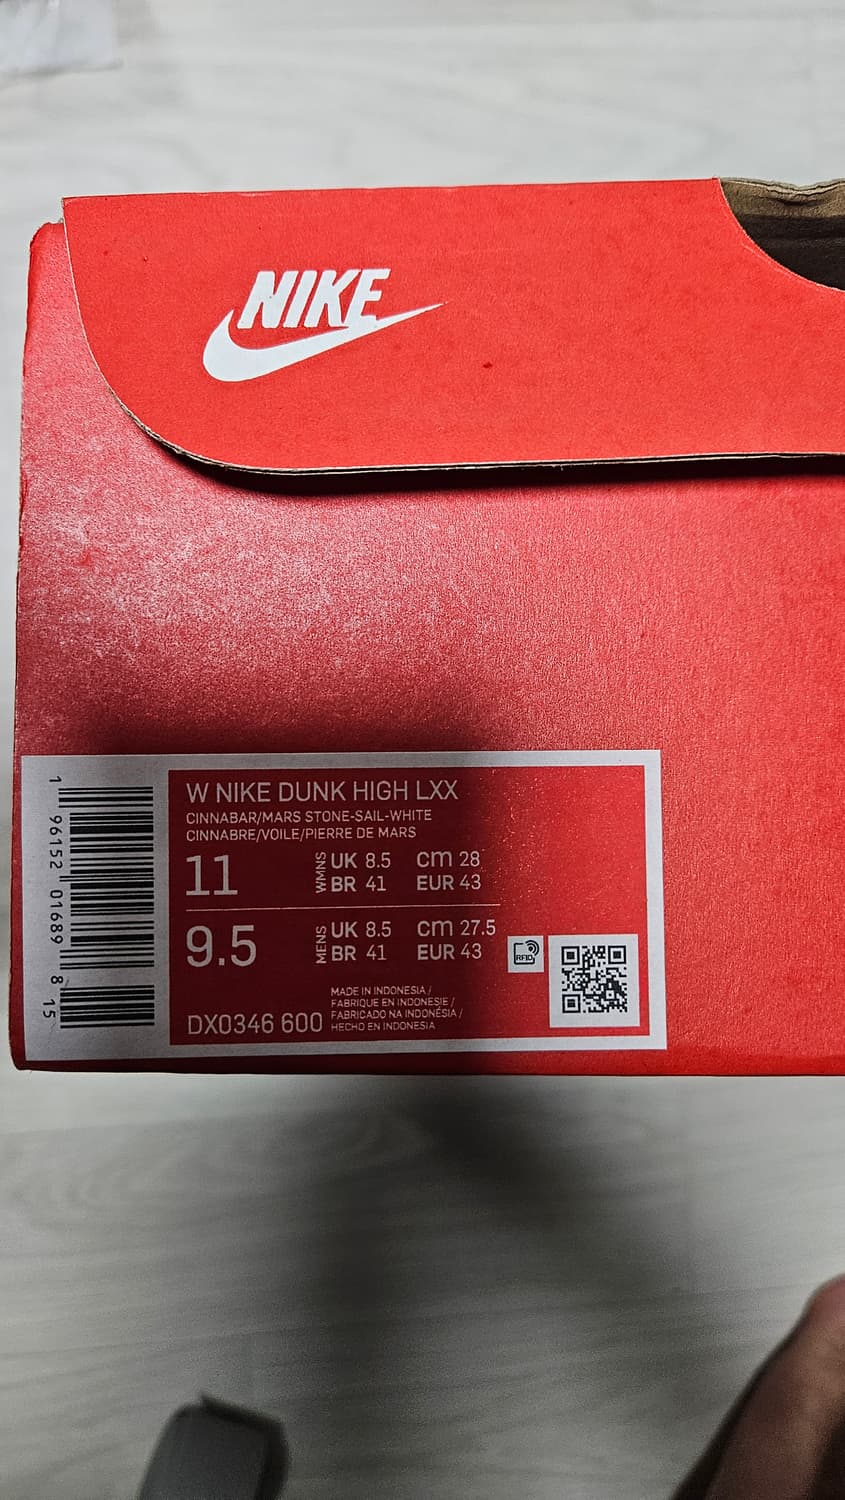 NIKE
W NIKE DUNK HIGH LXX
CINNABAR/MARS STONE-SAIL-WHITE
CINNABRE/VOILE/PIERRE DE MARS
11 WMNS UK 8.5 cm 28
BR 41 EUR 43
9.5 MENS UK 8.5 cm 27.5
BR 41 EUR 43
RFID
DX0346 600
MADE IN INDONESIA /
FABRIQUE EN INDONESIE /
FABRICADO NA INDONÉSIA /
HECHO EN INDONESIA
1 96152 01689 8 15